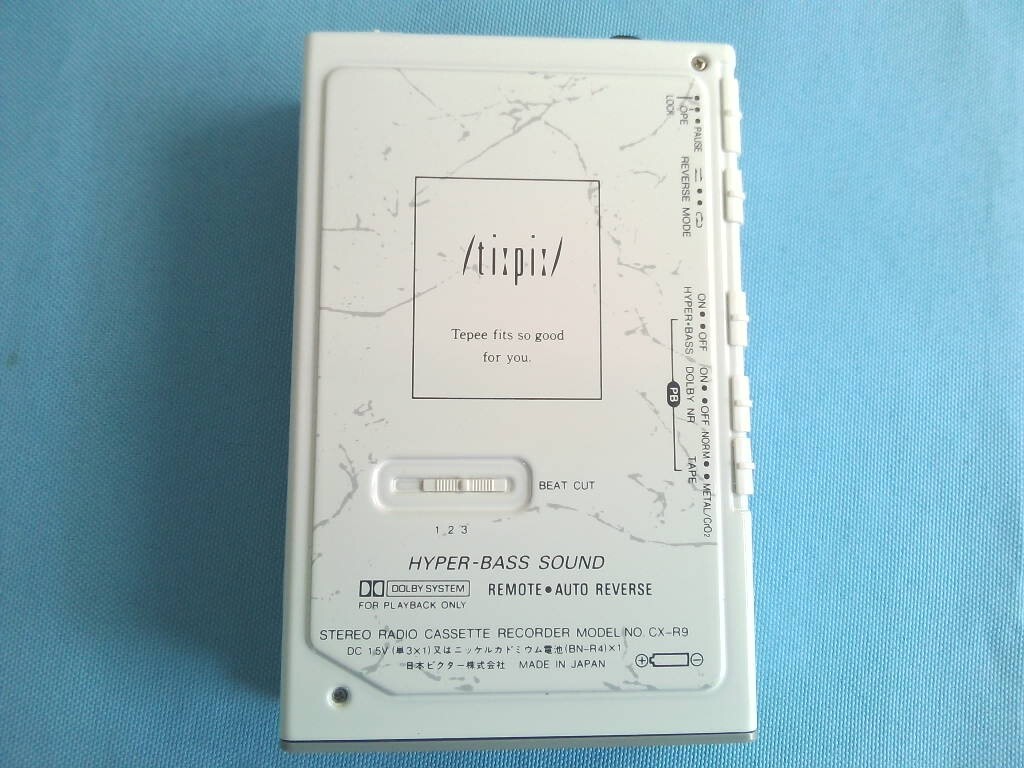 /tixpix/
Tepee fits so good
for you.
BEAT CUT
1 2 3
HYPER-BASS SOUND
DOLBY SYSTEM
REMOTE●AUTO REVERSE
FOR PLAYBACK ONLY
STEREO RADIO CASSETTE RECORDER MODEL NO. CX-R9
DC 1.5V(単3×1)又はニッケルカドミウム電池(BN-R4)×1
日本ビクター株式会社 MADE IN JAPAN
⊕ ⊖
PAUSE
OPE
LOCK
REVERSE MODE
ON ● ● OFF
HYPER•BASS
ON ● ● OFF
DOLBY NR
PB
NORM ● ● METAL/CrO2
TAPE